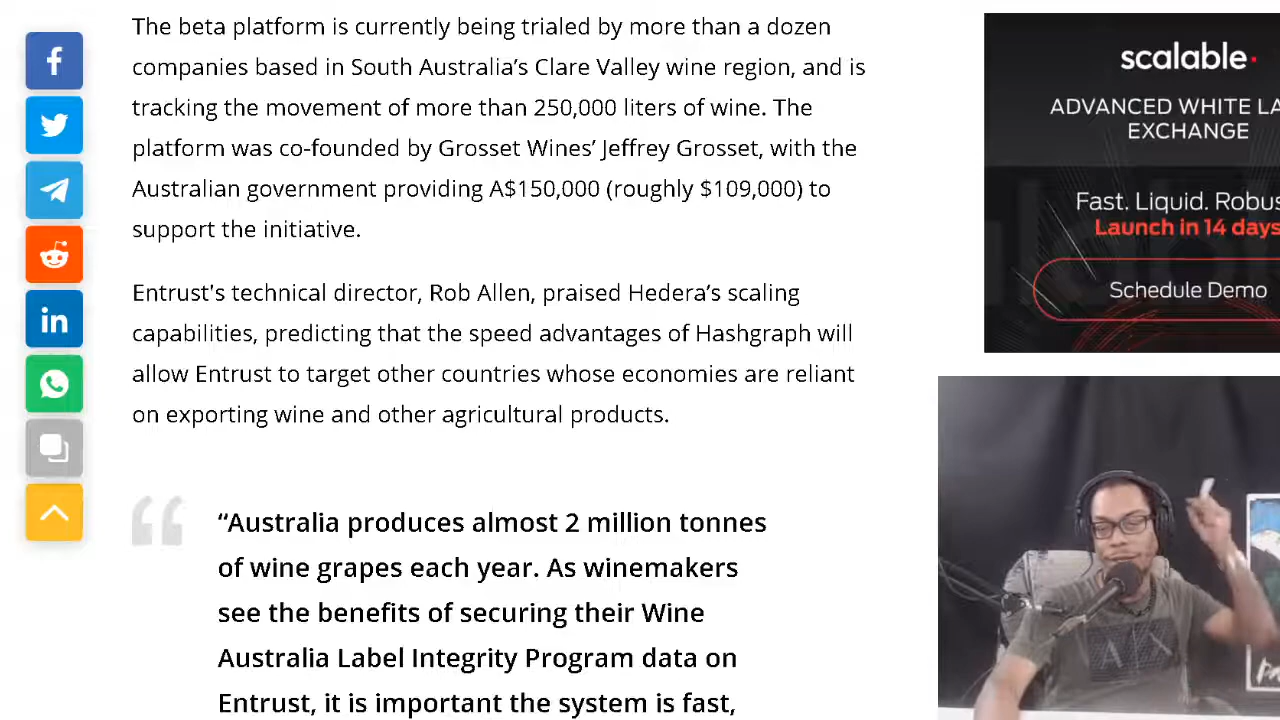 The beta platform is currently being trialed by more than a dozen
companies based in South Australia’s Clare Valley wine region, and is
tracking the movement of more than 250,000 liters of wine. The
platform was co-founded by Grosset Wines’ Jeffrey Grosset, with the
Australian government providing A$150,000 (roughly $109,000) to
support the initiative.
Entrust's technical director, Rob Allen, praised Hedera’s scaling
capabilities, predicting that the speed advantages of Hashgraph will
allow Entrust to target other countries whose economies are reliant
on exporting wine and other agricultural products.
“Australia produces almost 2 million tonnes
of wine grapes each year. As winemakers
see the benefits of securing their Wine
Australia Label Integrity Program data on
Entrust, it is important the system is fast,
scalable
ADVANCED WHITE LA
EXCHANGE
Fast. Liquid. Robus
Launch in 14 days
Schedule Demo